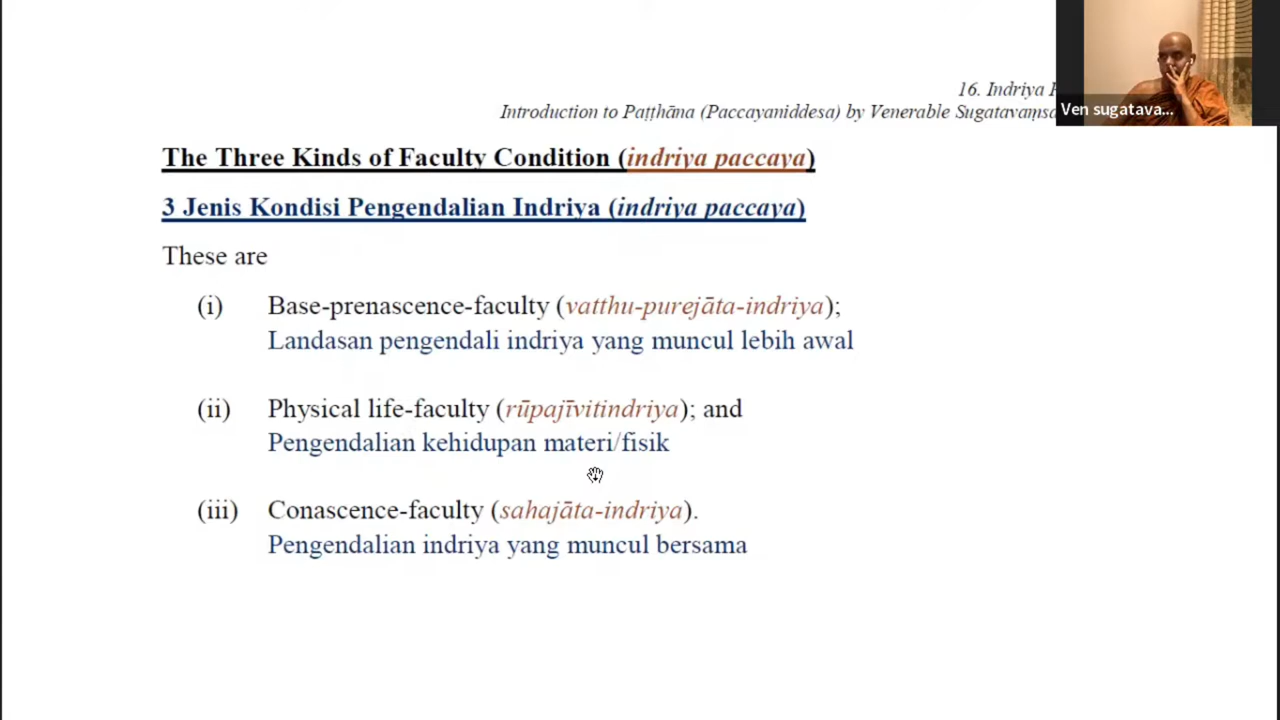 16. Indriya
Introduction to Paṭṭhāna (Paccayaniddesa) by Venerable
Ven sugatava...
The Three Kinds of Faculty Condition (indriya paccaya)
3 Jenis Kondisi Pengendalian Indriya (indriya paccaya)
These are
(i) Base-prenascence-faculty (vatthu-purejāta-indriya);
Landasan pengendali indriya yang muncul lebih awal
(ii) Physical life-faculty (rūpajīvitindriya); and
Pengendalian kehidupan materi/fisik
(iii) Conascence-faculty (sahajāta-indriya).
Pengendalian indriya yang muncul bersama